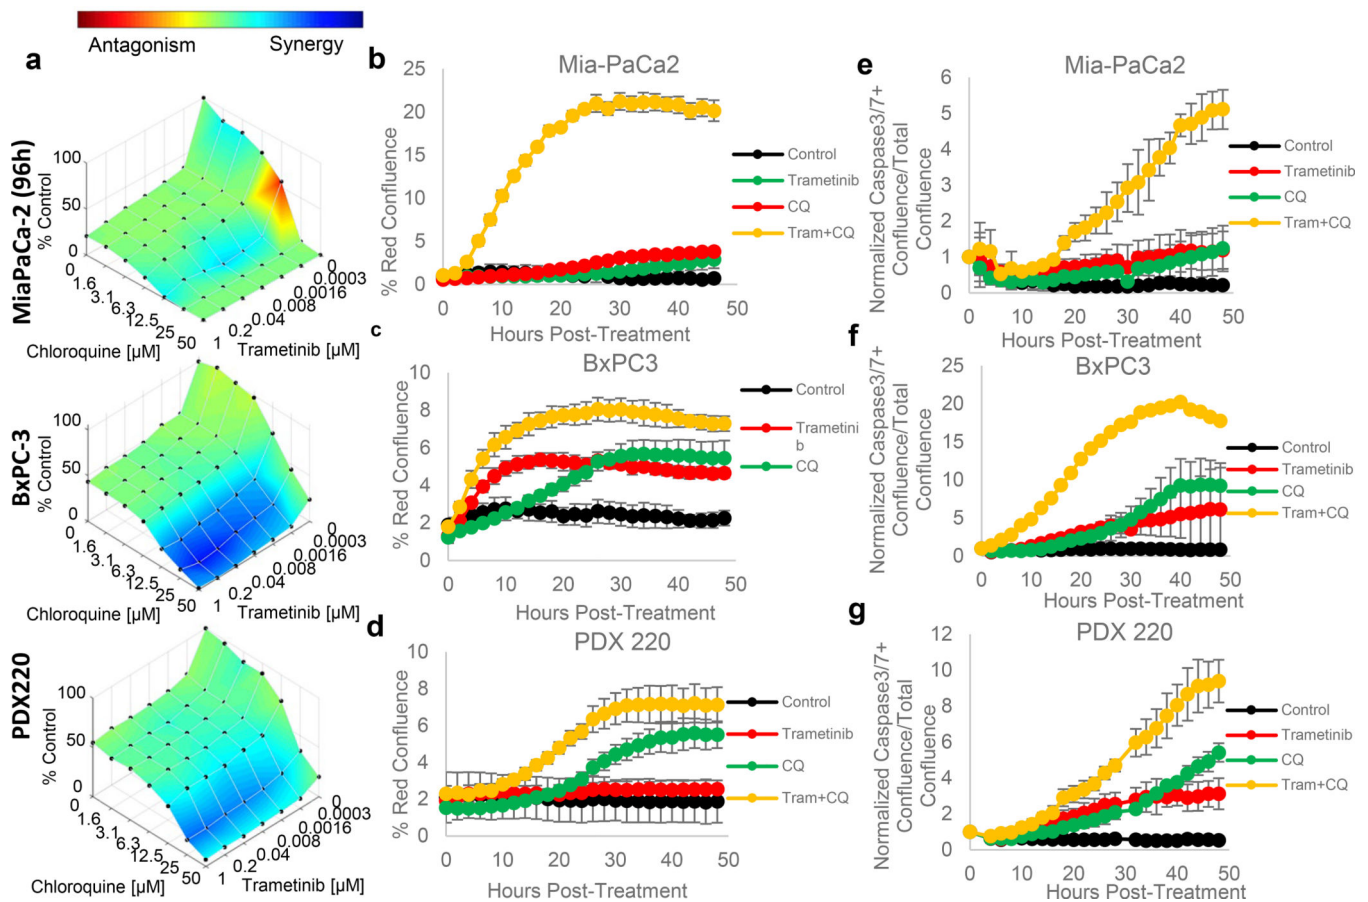 Antagonism Synergy
a
MiaPaCa-2 (96h)
% Control
100
50
0
0
1.6
3.1
6.3
12.5
25
50
Chloroquine [µM]
0
0.0003
0.0016
0.008
0.04
0.2
1
Trametinib [µM]
BxPC-3
% Control
100
50
0
0
1.6
3.1
6.3
12.5
25
50
Chloroquine [µM]
0
0.0003
0.0016
0.008
0.04
0.2
1
Trametinib [µM]
PDX220
% Control
100
50
0
0
1.6
3.1
6.3
12.5
25
50
Chloroquine [µM]
0
0.0003
0.0016
0.008
0.04
0.2
1
Trametinib [µM]
b
Mia-PaCa2
% Red Confluence
25
20
15
10
5
0
0 10 20 30 40 50
Hours Post-Treatment
Control
Trametinib
CQ
Tram+CQ
c
BxPC3
% Red Confluence
10
8
6
4
2
0
0 10 20 30 40 50
Hours Post-Treatment
Control
Trametini
b
CQ
d
PDX 220
% Red Confluence
10
8
6
4
2
0
0 10 20 30 40 50
Hours Post-Treatment
Control
Trametinib
CQ
Tram+CQ
e
Mia-PaCa2
Normalized Caspase3/7+
Confluence/Total
Confluence
6
5
4
3
2
1
0
0 10 20 30 40 50
Hours Post-Treatment
Control
Trametinib
CQ
Tram+CQ
f
BxPC3
Normalized Caspase3/7+
Confluence/Total
Confluence
25
20
15
10
5
0
0 10 20 30 40 50
Hours Post-Treatment
Control
Trametinib
CQ
Tram+CQ
g
PDX 220
Normalized Caspase3/7+
Confluence/Total
Confluence
12
10
8
6
4
2
0
0 10 20 30 40 50
Hours Post-Treatment
Control
Trametinib
CQ
Tram+CQ